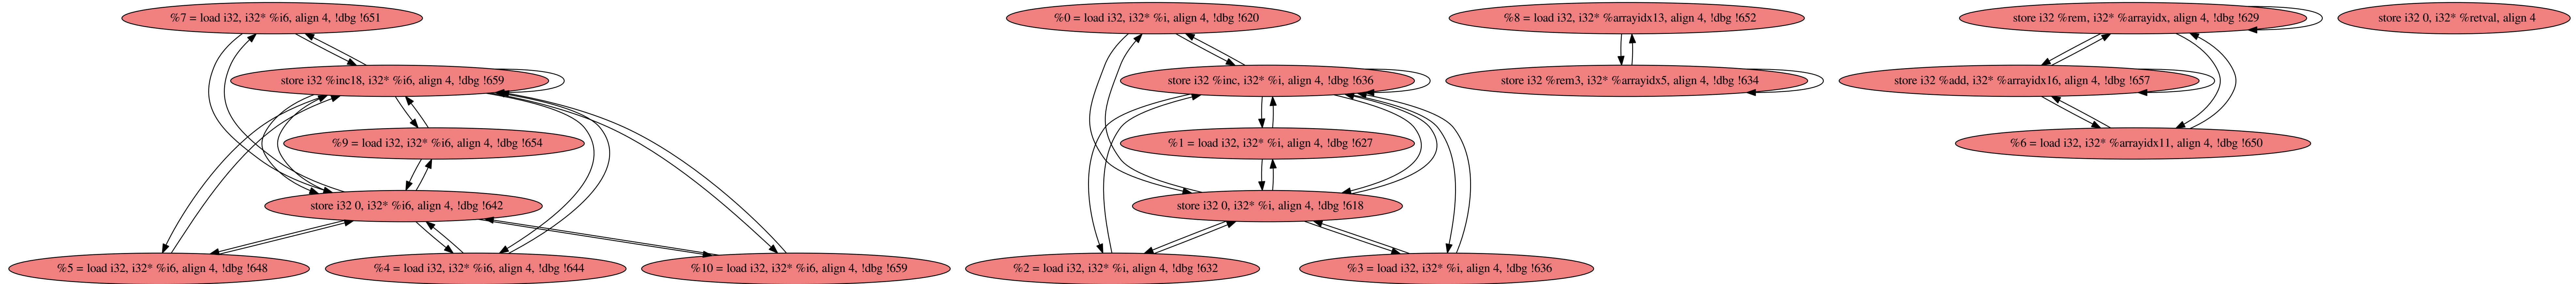 %7 = load i32, i32* %i6, align 4, !dbg !651
%0 = load i32, i32* %i, align 4, !dbg !620
%8 = load i32, i32* %arrayidx13, align 4, !dbg !652
store i32 %rem, i32* %arrayidx, align 4, !dbg !629
store i32 0, i32* %retval, align 4
store i32 %inc18, i32* %i6, align 4, !dbg !659
store i32 %inc, i32* %i, align 4, !dbg !636
store i32 %rem3, i32* %arrayidx5, align 4, !dbg !634
store i32 %add, i32* %arrayidx16, align 4, !dbg !657
%9 = load i32, i32* %i6, align 4, !dbg !654
%1 = load i32, i32* %i, align 4, !dbg !627
%6 = load i32, i32* %arrayidx11, align 4, !dbg !650
store i32 0, i32* %i6, align 4, !dbg !642
store i32 0, i32* %i, align 4, !dbg !618
%5 = load i32, i32* %i6, align 4, !dbg !648
%4 = load i32, i32* %i6, align 4, !dbg !644
%10 = load i32, i32* %i6, align 4, !dbg !659
%2 = load i32, i32* %i, align 4, !dbg !632
%3 = load i32, i32* %i, align 4, !dbg !636